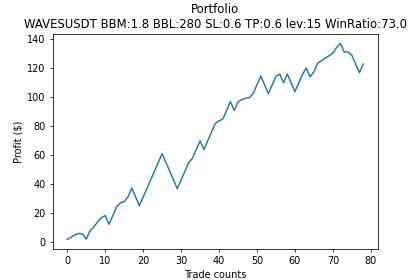 Portfolio
WAVESUSDT BBM:1.8 BBL:280 SL:0.6 TP:0.6 lev:15 WinRatio:73.0
140
120
100
80
60
40
20
0
Profit ($)
0 10 20 30 40 50 60 70 80
Trade counts